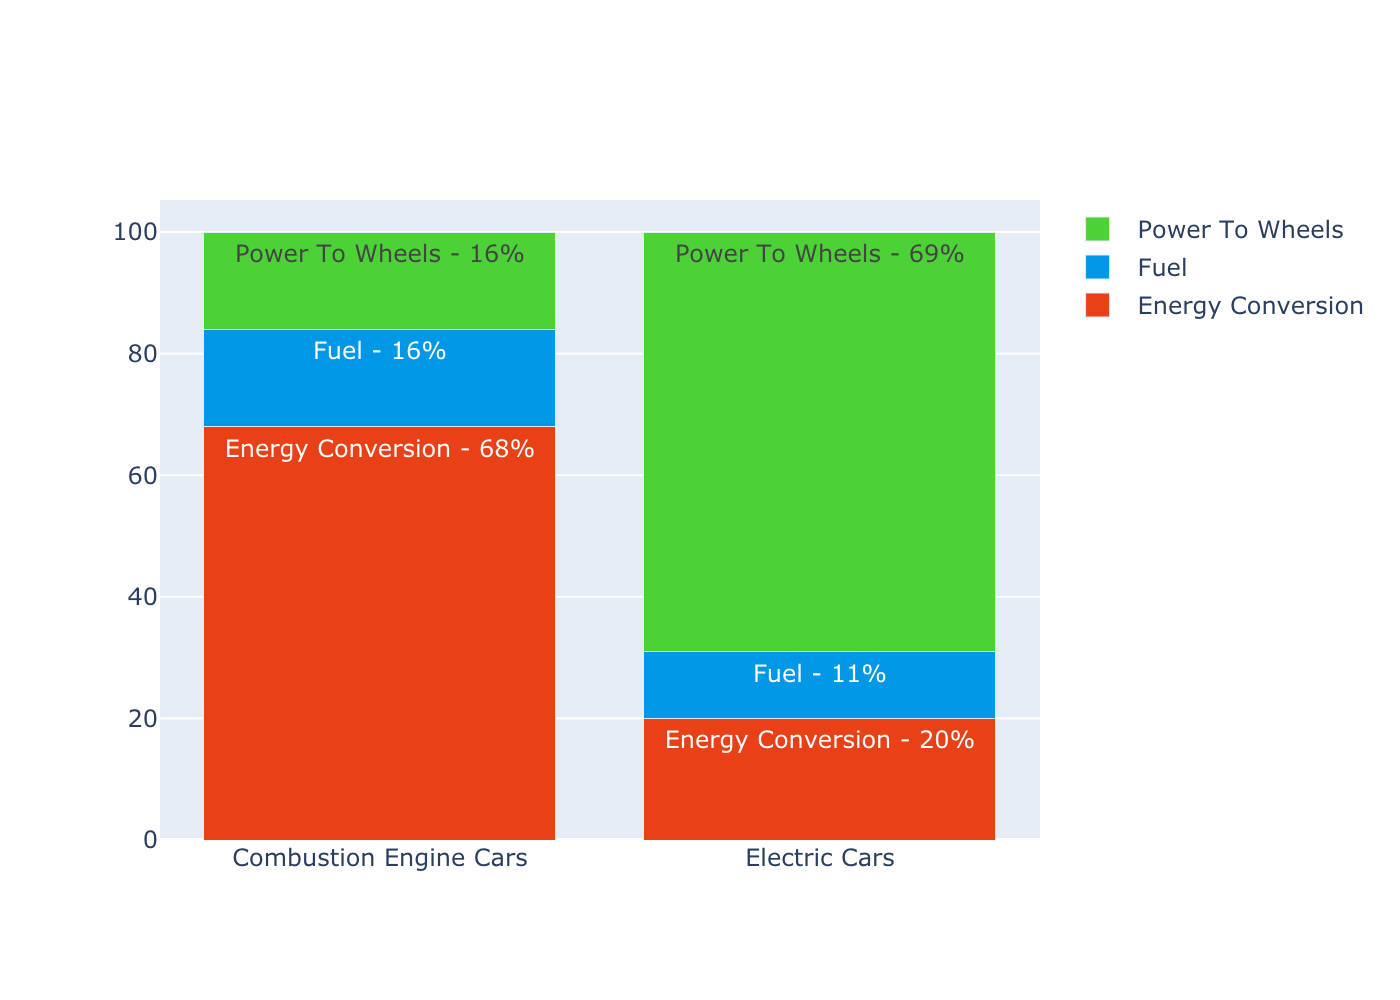 100
80
60
40
20
0
Power To Wheels - 16%
Fuel - 16%
Energy Conversion - 68%
Combustion Engine Cars
Power To Wheels - 69%
Fuel - 11%
Energy Conversion - 20%
Electric Cars
Power To Wheels
Fuel
Energy Conversion